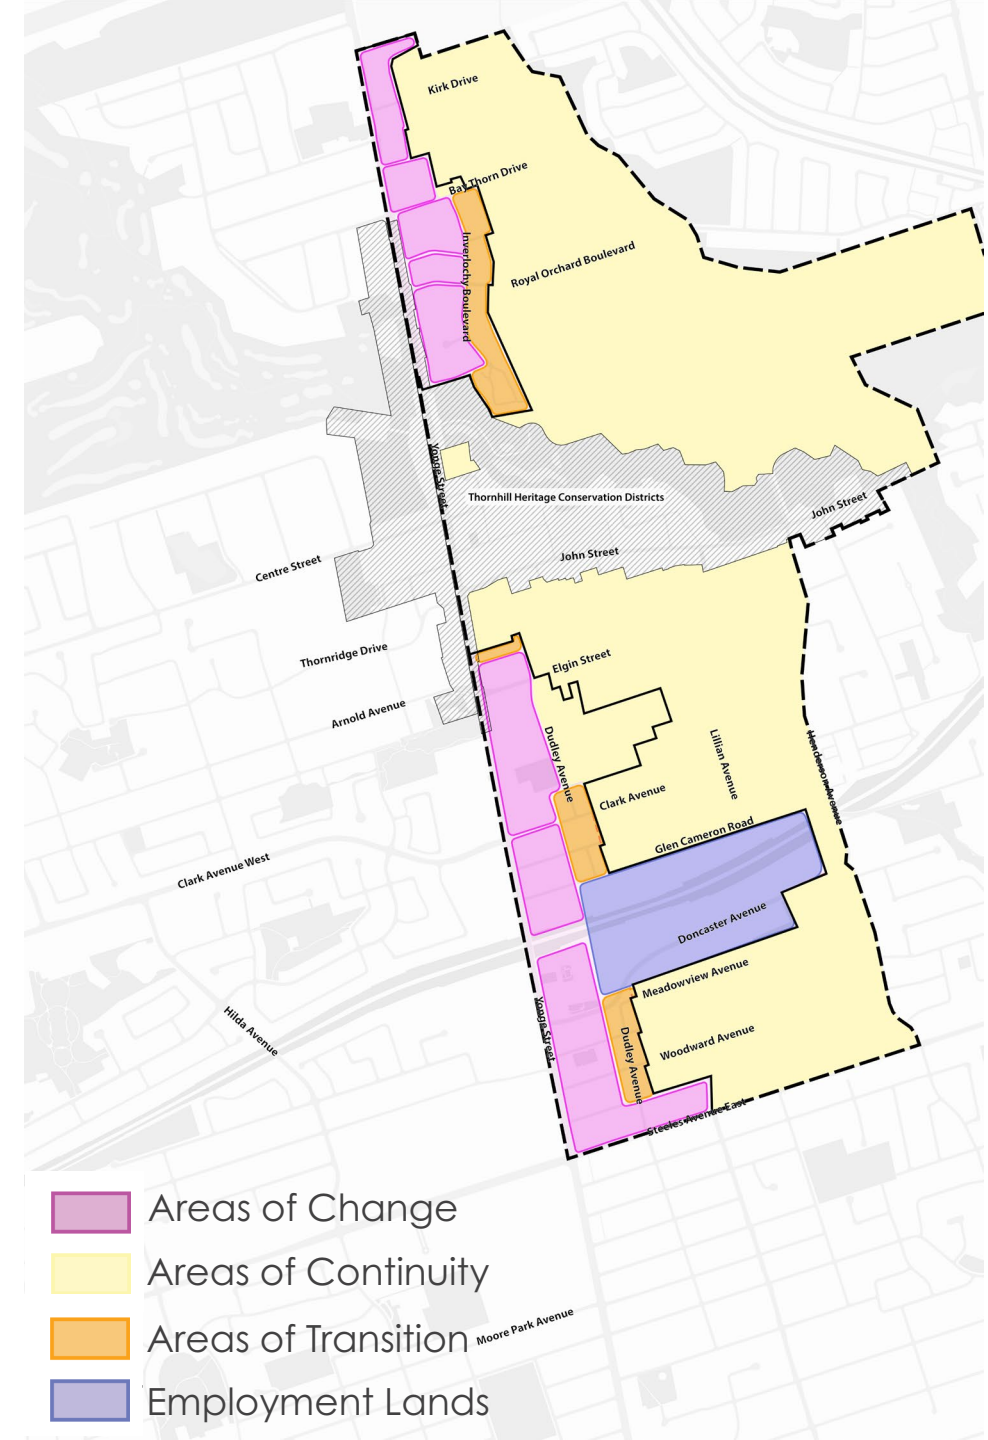 Kirk Drive
Bay Thorn Drive
Inverlochy Boulevard
Royal Orchard Boulevard
Yonge Street
Thornhill Heritage Conservation Districts
John Street
John Street
Centre Street
Thornridge Drive
Elgin Street
Arnold Avenue
Dudley Avenue
Lillian Avenue
Henderson Avenue
Clark Avenue
Glen Cameron Road
Clark Avenue West
Doncaster Avenue
Meadowview Avenue
Hilda Avenue
Yonge Street
Dudley Avenue
Woodward Avenue
Steeles Avenue East
Areas of Change
Areas of Continuity
Areas of Transition
Moore Park Avenue
Employment Lands